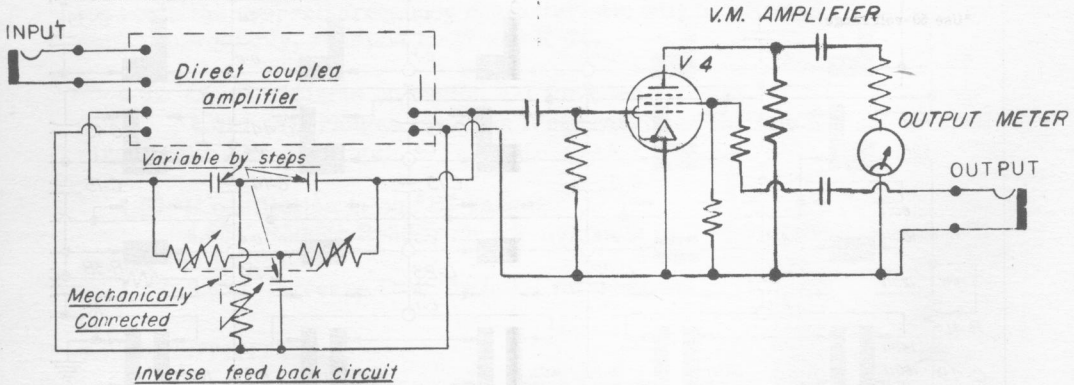 V.M. AMPLIFIER
INPUT
Direct coupled
amplifier
V 4
OUTPUT METER
Variable by steps
OUTPUT
Mechanically
Connected
Inverse feed back circuit